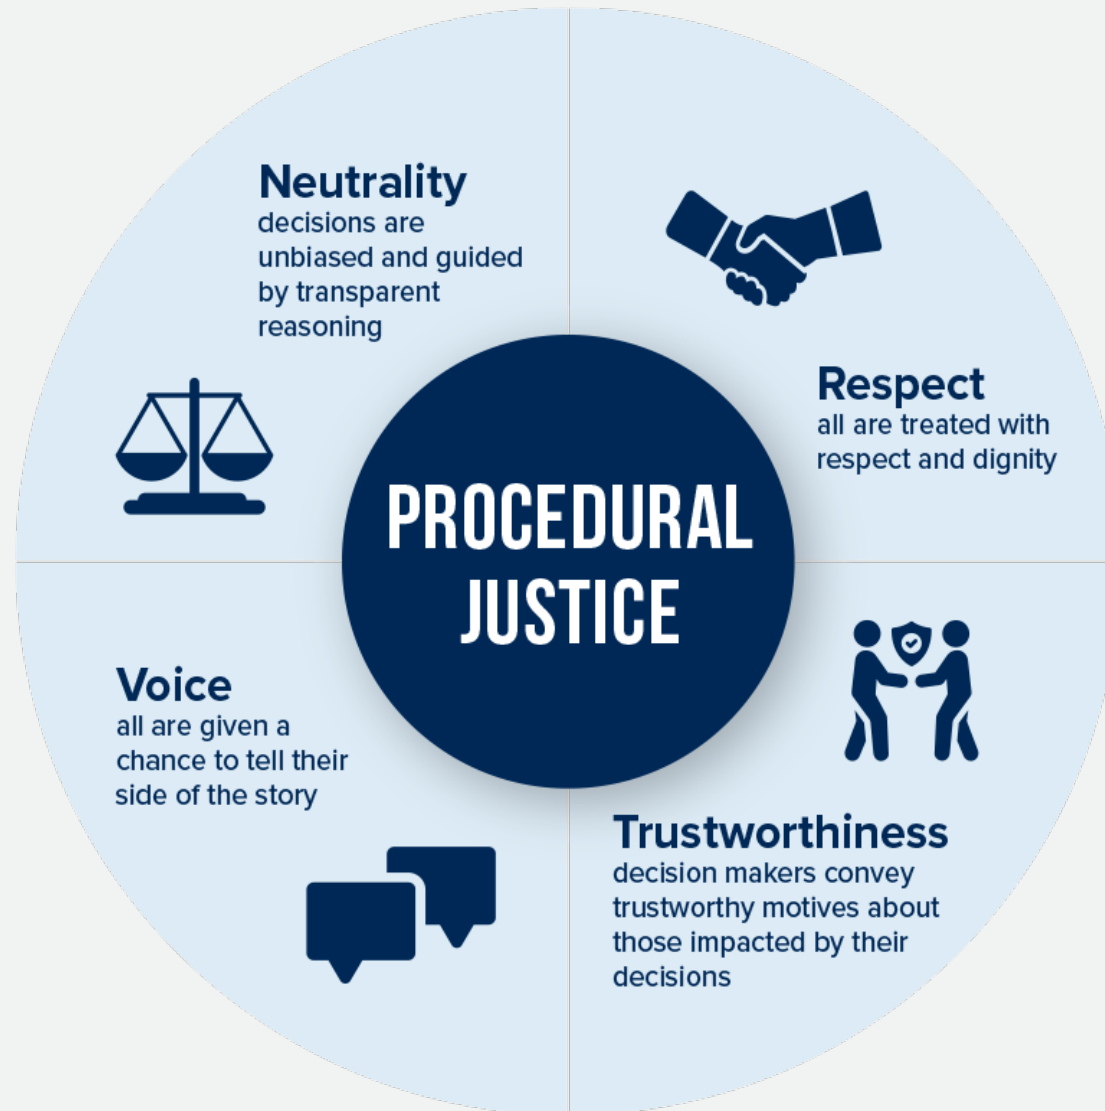 Neutrality
decisions are
unbiased and guided
by transparent
reasoning
Respect
all are treated with
respect and dignity
PROCEDURAL
JUSTICE
Voice
all are given a
chance to tell their
side of the story
Trustworthiness
decision makers convey
trustworthy motives about
those impacted by their
decisions